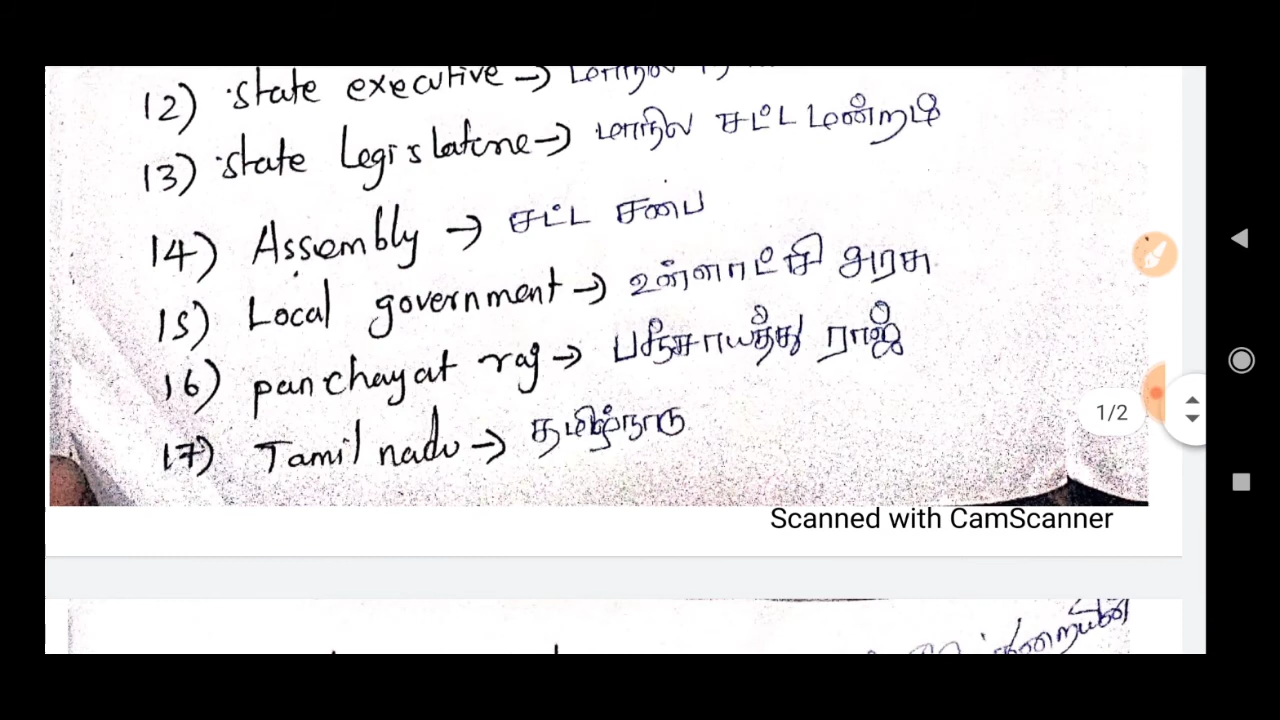 12) state executive → மாநில
13) state Legislature → மாநில சட்ட மன்றம்
14) Assembly → சட்ட சபை
15) Local government → உள்ளாட்சி அரசு
16) panchayat raj → பஞ்சாயத்து ராஜ்
17) Tamil nadu → தமிழ்நாடு
1/2
Scanned with CamScanner